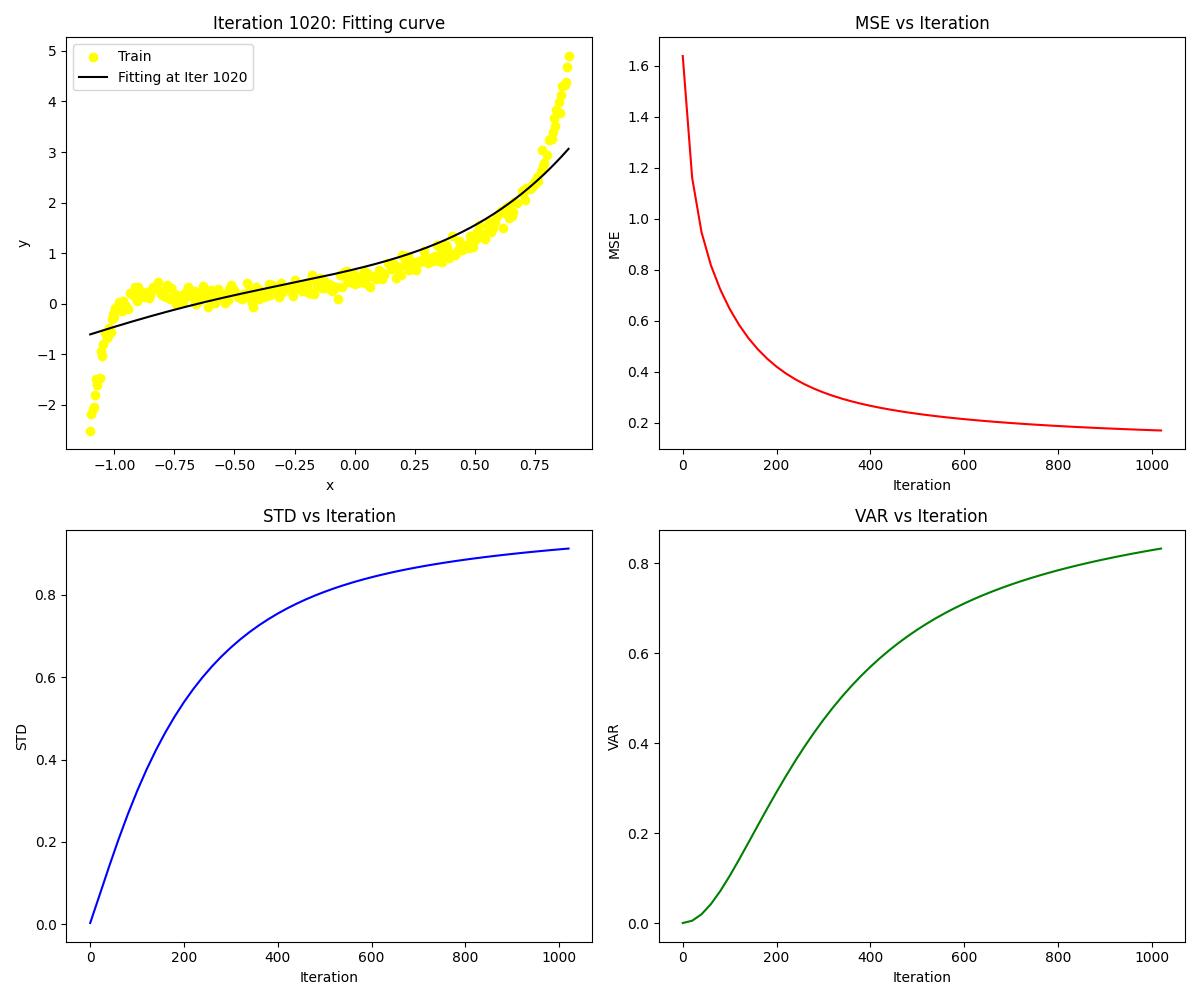 Iteration 1020: Fitting curve
Train
Fitting at Iter 1020
5
4
3
2
1
0
−1
−2
y
−1.00 −0.75 −0.50 −0.25 0.00 0.25 0.50 0.75
x
MSE vs Iteration
1.6
1.4
1.2
1.0
0.8
0.6
0.4
0.2
MSE
0 200 400 600 800 1000
Iteration
STD vs Iteration
0.8
0.6
0.4
0.2
0.0
STD
0 200 400 600 800 1000
Iteration
VAR vs Iteration
0.8
0.6
0.4
0.2
0.0
VAR
0 200 400 600 800 1000
Iteration